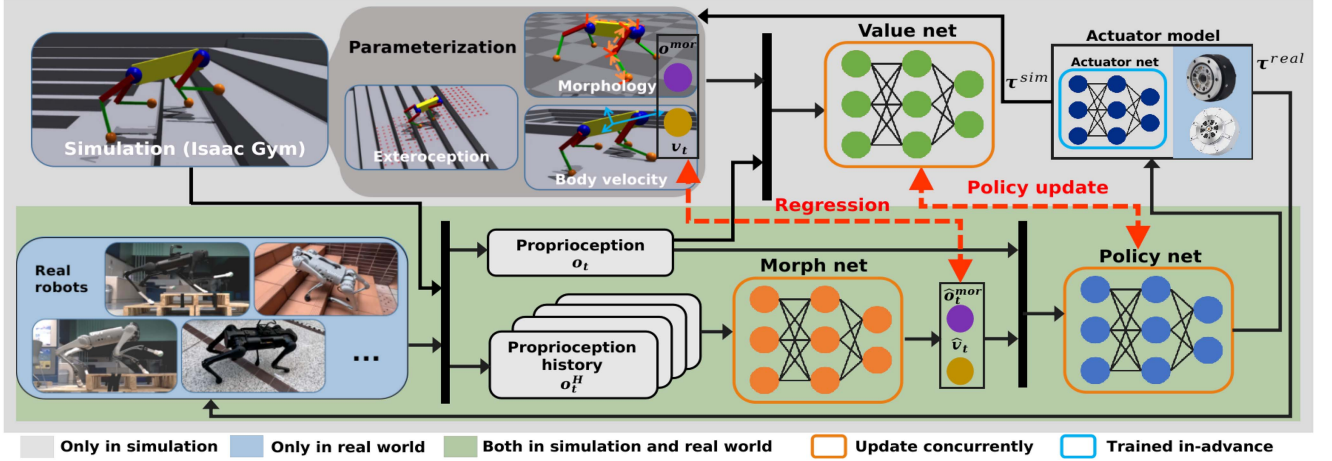 Parameterization
Simulation (Isaac Gym)
Exteroception
Morphology
Body velocity
o^{mor}
v_t
Value net
Actuator model
Actuator net
τ^{sim}
τ^{real}
Policy update
Regression
Real
robots
...
Proprioception
o_t
Proprioception
history
o_t^H
Morph net
ô_t^{mor}
v̂_t
Policy net
Only in simulation
Only in real world
Both in simulation and real world
Update concurrently
Trained in-advance